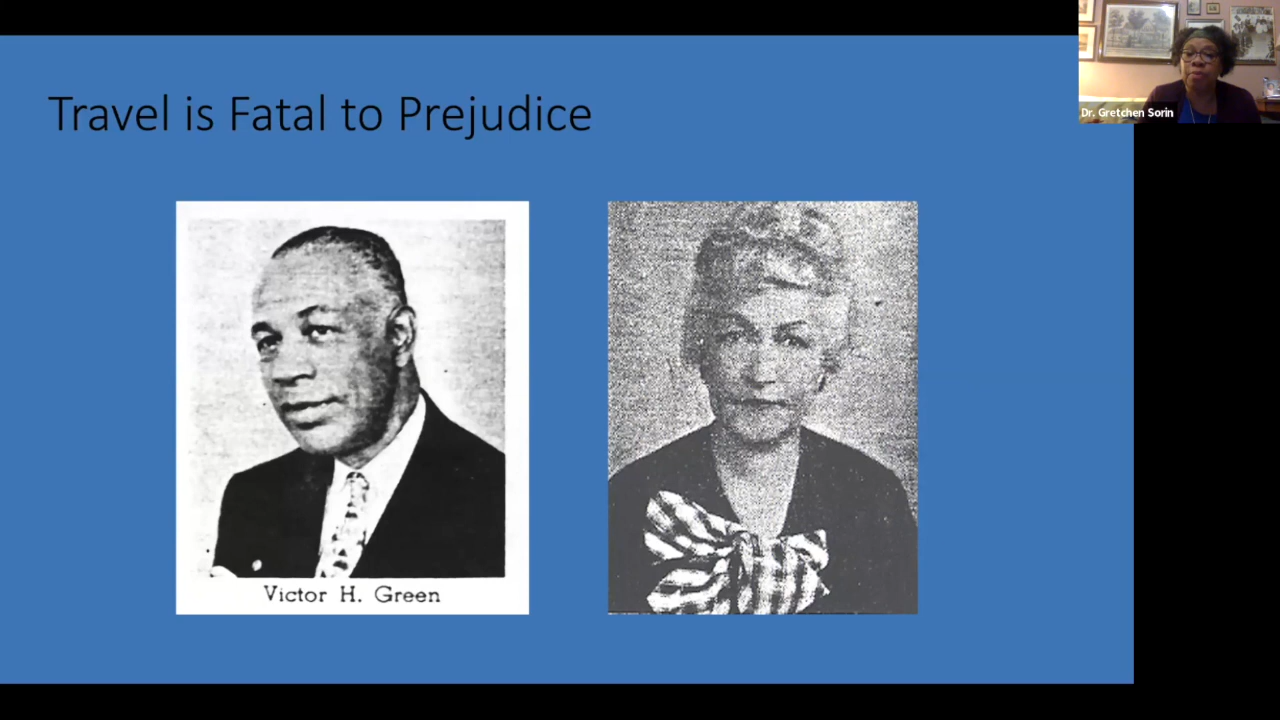 Travel is Fatal to Prejudice
Dr. Gretchen Sorin
Victor H. Green